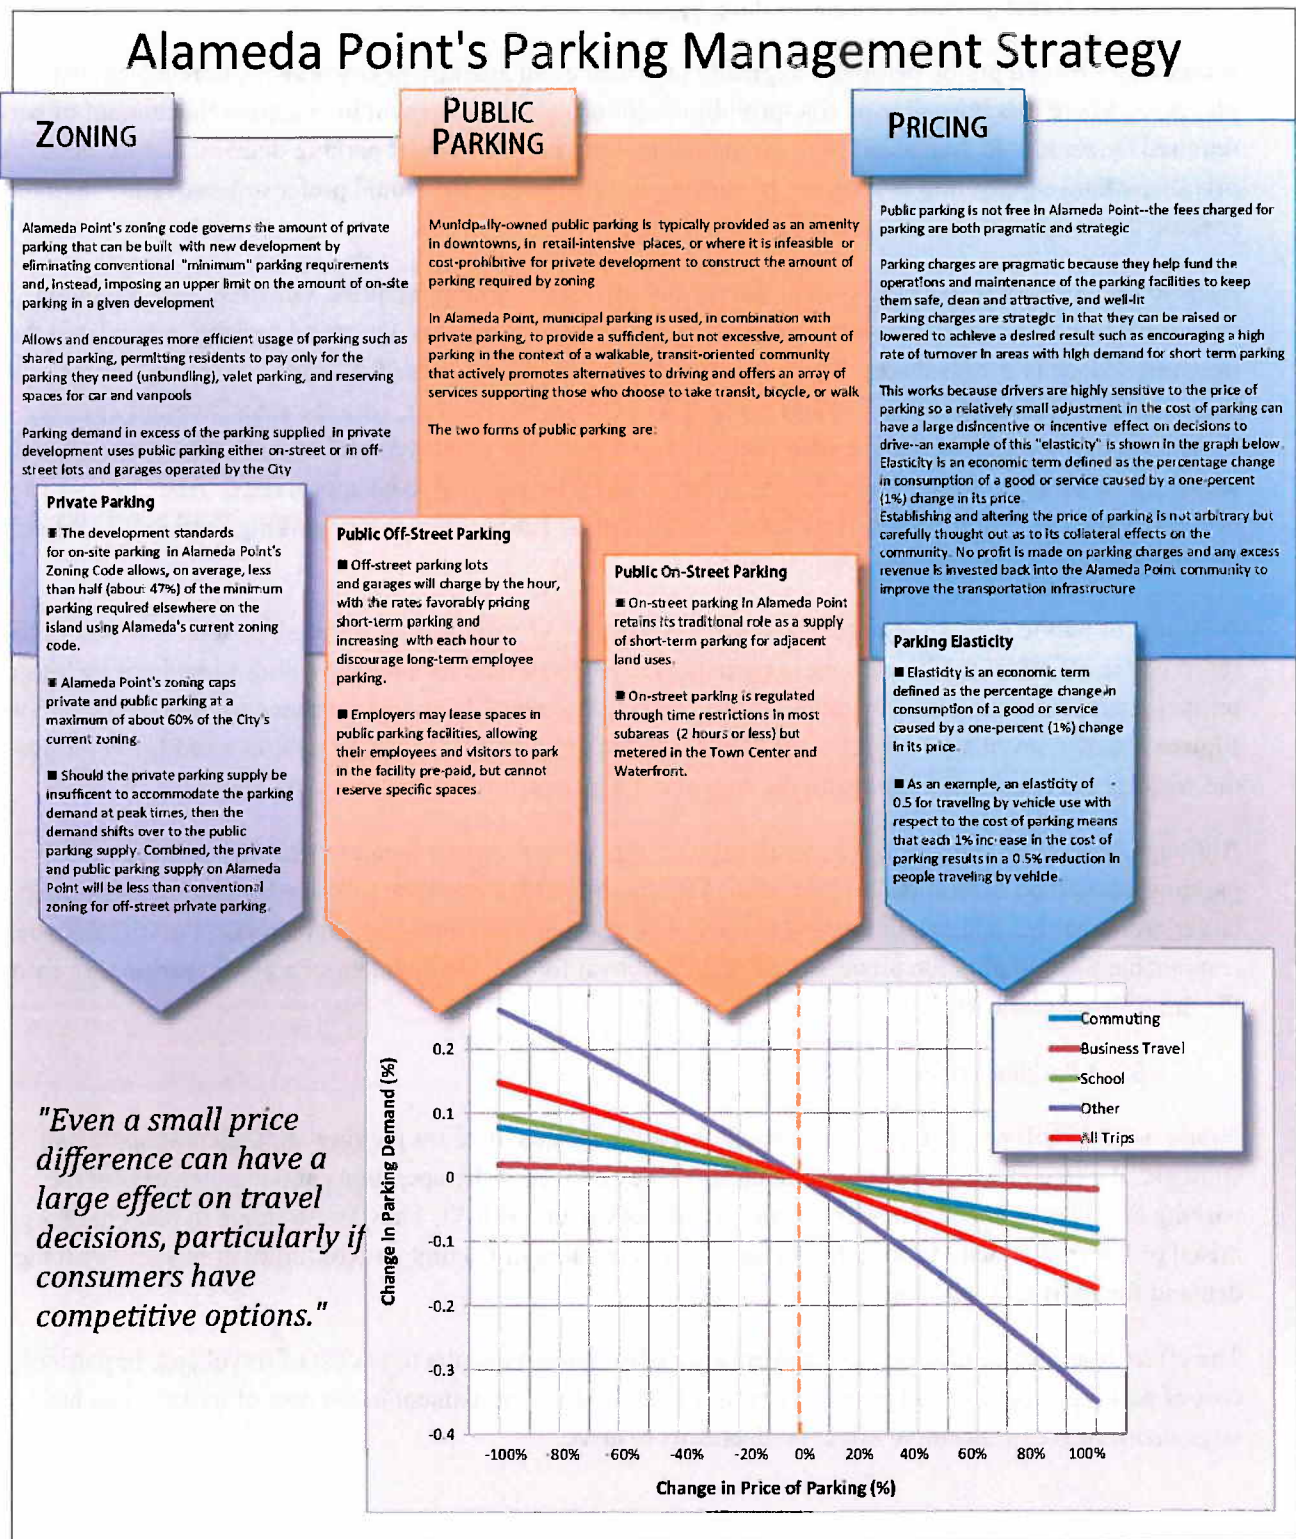 Alameda Point's Parking Management Strategy
ZONING
Alameda Point's zoning code governs the amount of private
parking that can be built with new development by
eliminating conventional "minimum" parking requirements
and, instead, imposing an upper limit on the amount of on-site
parking in a given development
Allows and encourages more efficient usage of parking such as
shared parking, permitting residents to pay only for the
parking they need (unbundling), valet parking, and reserving
spaces for car and vanpools
Parking demand in excess of the parking supplied in private
development uses public parking either on-street or in off-
street lots and garages operated by the City
Private Parking
■ The development standards
for on-site parking in Alameda Point's
Zoning Code allows, on average, less
than half (about 47%) of the minimum
parking required elsewhere on the
island using Alameda's current zoning
code.
■ Alameda Point's zoning caps
private and public parking at a
maximum of about 60% of the City's
current zoning.
■ Should the private parking supply be
insufficent to accommodate the parking
demand at peak times, then the
demand shifts over to the public
parking supply. Combined, the private
and public parking supply on Alameda
Point will be less than conventional
zoning for off-street private parking.
PUBLIC
PARKING
Municipally-owned public parking is typically provided as an amenity
in downtowns, in retail-intensive places, or where it is infeasible or
cost-prohibitive for private development to construct the amount of
parking required by zoning
In Alameda Point, municipal parking is used, in combination with
private parking, to provide a sufficient, but not excessive, amount of
parking in the context of a walkable, transit-oriented community
that actively promotes alternatives to driving and offers an array of
services supporting those who choose to take transit, bicycle, or walk
The two forms of public parking are:
Public Off-Street Parking
■ Off-street parking lots
and garages will charge by the hour,
with the rates favorably pricing
short-term parking and
increasing with each hour to
discourage long-term employee
parking.
■ Employers may lease spaces in
public parking facilities, allowing
their employees and visitors to park
in the facility pre-paid, but cannot
reserve specific spaces
Public On-Street Parking
■ On-street parking in Alameda Point
retains its traditional role as a supply
of short-term parking for adjacent
land uses.
■ On-street parking is regulated
through time restrictions in most
subareas (2 hours or less) but
metered in the Town Center and
Waterfront.
PRICING
Public parking is not free in Alameda Point--the fees charged for
parking are both pragmatic and strategic
Parking charges are pragmatic because they help fund the
operations and maintenance of the parking facilities to keep
them safe, clean and attractive, and well-lit
Parking charges are strategic in that they can be raised or
lowered to achieve a desired result such as encouraging a high
rate of turnover in areas with high demand for short term parking
This works because drivers are highly sensitive to the price of
parking so a relatively small adjustment in the cost of parking can
have a large disincentive or incentive effect on decisions to
drive--an example of this "elasticity" is shown in the graph below.
Elasticity is an economic term defined as the percentage change
in consumption of a good or service caused by a one-percent
(1%) change in its price
Establishing and altering the price of parking is not arbitrary but
carefully thought out as to its collateral effects on the
community. No profit is made on parking charges and any excess
revenue is invested back into the Alameda Point community to
improve the transportation infrastructure
Parking Elasticity
■ Elasticity is an economic term
defined as the percentage change in
consumption of a good or service
caused by a one-percent (1%) change
in its price.
■ As an example, an elasticity of -
0.5 for traveling by vehicle use with
respect to the cost of parking means
that each 1% increase in the cost of
parking results in a 0.5% reduction in
people traveling by vehicle.
"Even a small price
difference can have a
large effect on travel
decisions, particularly if
consumers have
competitive options."
Change In Parking Demand (%)
0.2
0.1
0
-0.1
-0.2
-0.3
-0.4
-100% -80% -60% -40% -20% 0% 20% 40% 60% 80% 100%
Change in Price of Parking (%)
Commuting
Business Travel
School
Other
All Trips